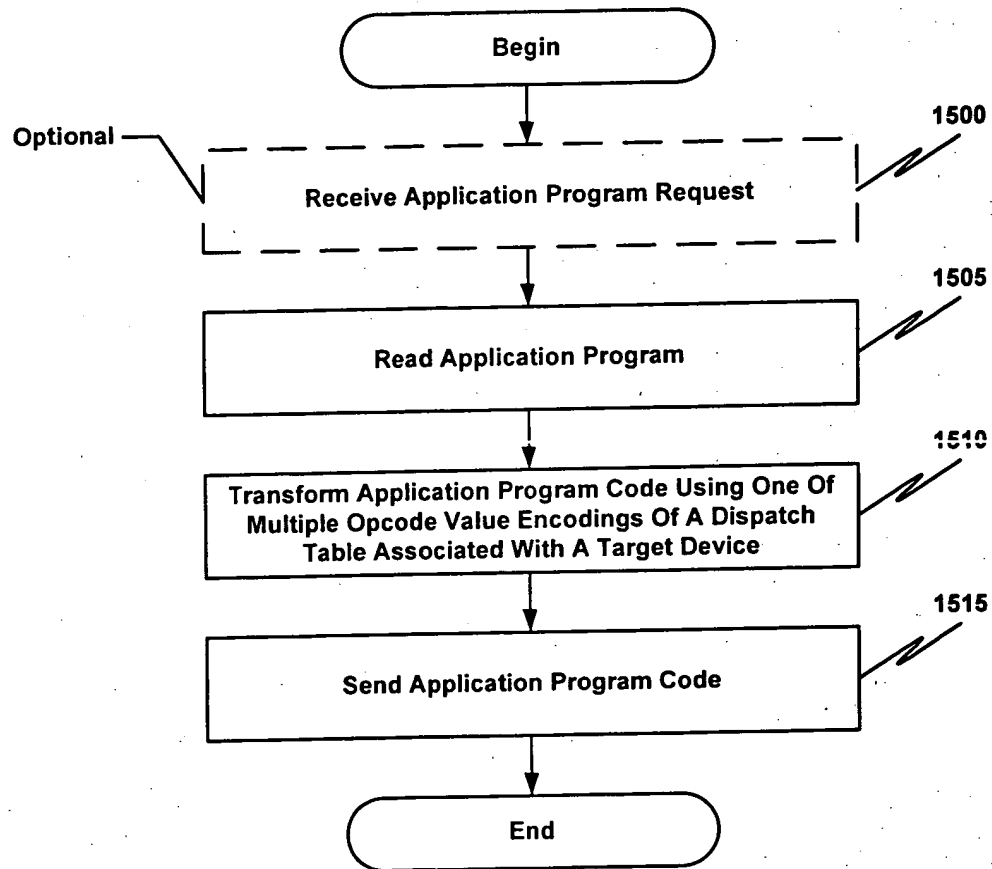 Begin
Optional
1500
Receive Application Program Request
1505
Read Application Program
1510
Transform Application Program Code Using One Of
Multiple Opcode Value Encodings Of A Dispatch
Table Associated With A Target Device
1515
Send Application Program Code
End